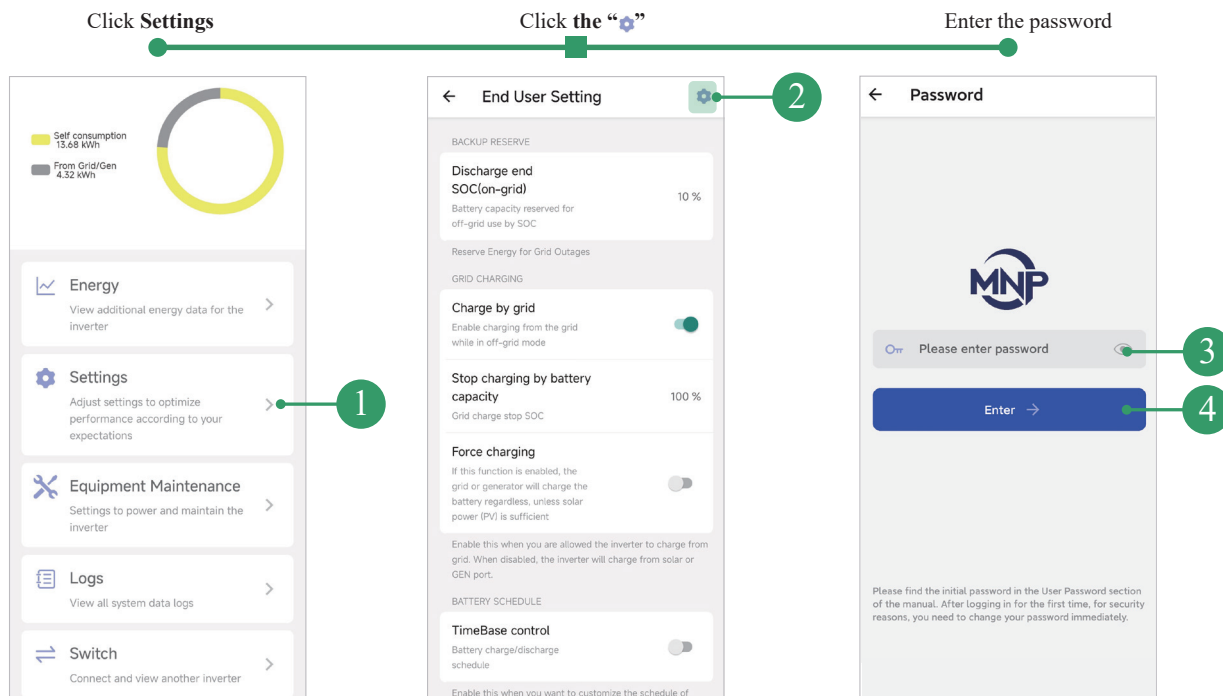 Click Settings
Click the “⚙”
Enter the password
Self consumption
13.68 kWh
From Grid/Gen
4.32 kWh
Energy
View additional energy data for the
inverter
Settings
Adjust settings to optimize
performance according to your
expectations
1
Equipment Maintenance
Settings to power and maintain the
inverter
Logs
View all system data logs
Switch
Connect and view another inverter
← End User Setting
2
BACKUP RESERVE
Discharge end
SOC(on-grid)
10 %
Battery capacity reserved for
off-grid use by SOC
Reserve Energy for Grid Outages
GRID CHARGING
Charge by grid
Enable charging from the grid
while in off-grid mode
Stop charging by battery
capacity
100 %
Grid charge stop SOC
Force charging
If this function is enabled, the
grid or generator will charge the
battery regardless, unless solar
power (PV) is sufficient
Enable this when you are allowed the inverter to charge from
grid. When disabled, the inverter will charge from solar or
GEN port.
BATTERY SCHEDULE
TimeBase control
Battery charge/discharge
schedule
Enable this when you want to customize the schedule of
← Password
MNP
Please enter password
3
Enter →
4
Please find the initial password in the User Password section
of the manual. After logging in for the first time, for security
reasons, you need to change your password immediately.